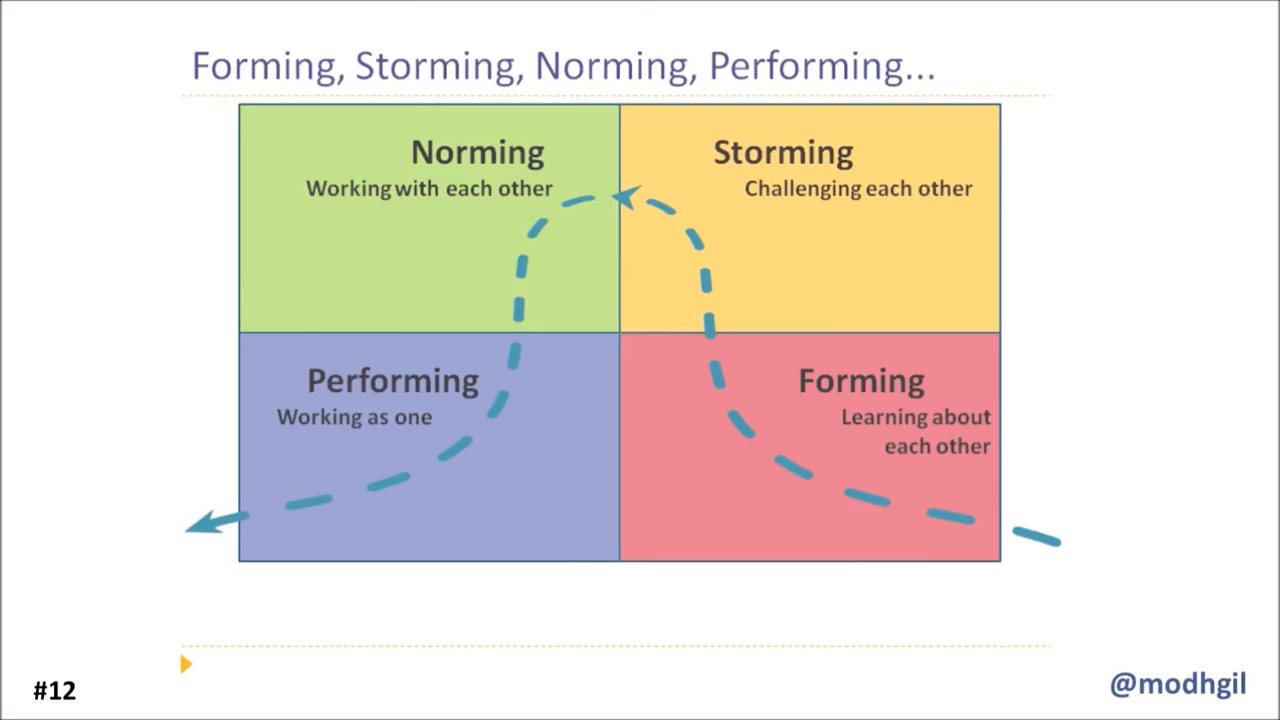 Forming, Storming, Norming, Performing...
Norming
Working with each other
Storming
Challenging each other
Performing
Working as one
Forming
Learning about
each other
#12
@modhgil